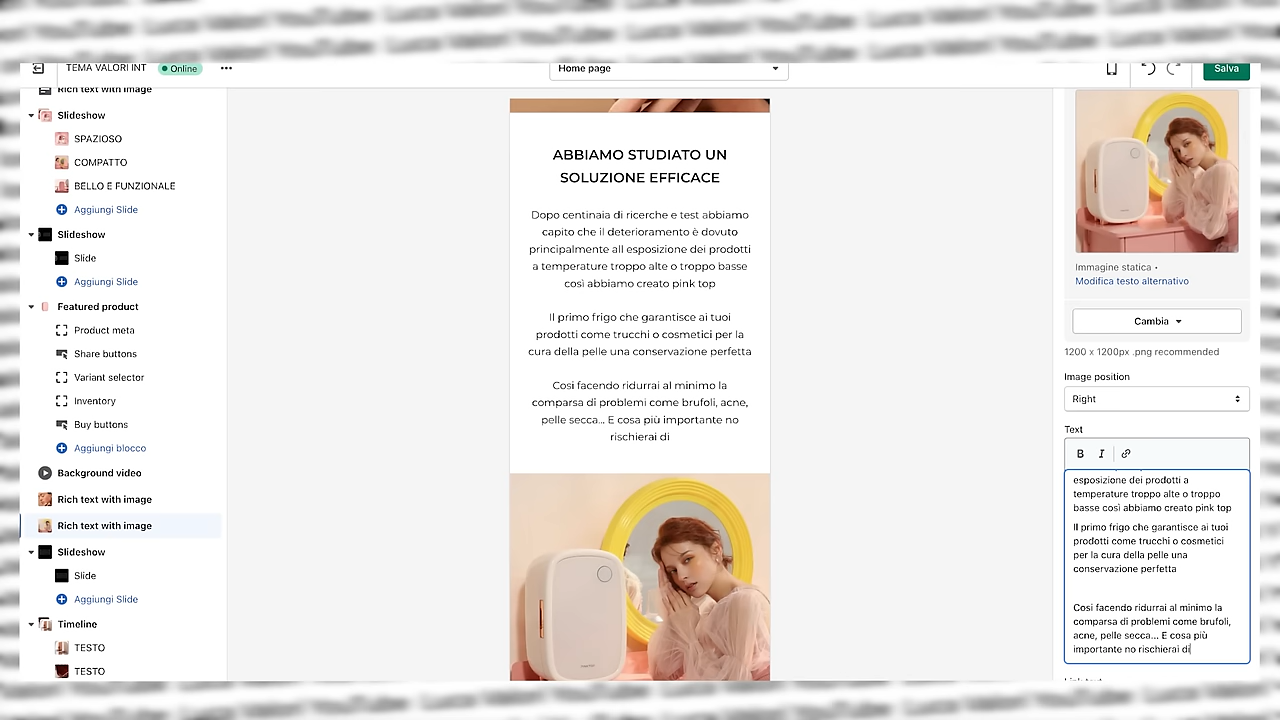 TEMA VALORI INT
Online
Home page
Salva
Rich text with image
Slideshow
SPAZIOSO
COMPATTO
BELLO E FUNZIONALE
Aggiungi Slide
Slideshow
Slide
Aggiungi Slide
Featured product
Product meta
Share buttons
Variant selector
Inventory
Buy buttons
Aggiungi blocco
Background video
Rich text with image
Rich text with image
Slideshow
Slide
Aggiungi Slide
Timeline
TESTO
TESTO
ABBIAMO STUDIATO UN
SOLUZIONE EFFICACE
Dopo centinaia di ricerche e test abbiamo
capito che il deterioramento è dovuto
principalmente all esposizione dei prodotti
a temperature troppo alte o troppo basse
così abbiamo creato pink top
Il primo frigo che garantisce ai tuoi
prodotti come trucchi o cosmetici per la
cura della pelle una conservazione perfetta
Cosi facendo ridurrai al minimo la
comparsa di problemi come brufoli, acne,
pelle secca... E cosa più importante no
rischierai di
Immagine statica •
Modifica testo alternativo
Cambia
1200 x 1200px .png recommended
Image position
Right
Text
B I
esposizione dei prodotti a
temperature troppo alte o troppo
basse così abbiamo creato pink top
Il primo frigo che garantisce ai tuoi
prodotti come trucchi o cosmetici
per la cura della pelle una
conservazione perfetta
Cosi facendo ridurrai al minimo la
comparsa di problemi come brufoli,
acne, pelle secca... E cosa più
importante no rischierai di